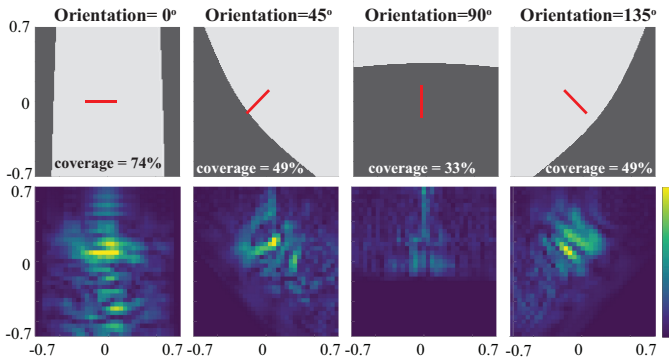 Orientation= 0° Orientation=45° Orientation=90° Orientation=135°
0.7
0
coverage = 74% coverage = 49% coverage = 33% coverage = 49%
-0.7
0.7
0
-0.7
-0.7 0 0.7 -0.7 0 0.7 -0.7 0 0.7 -0.7 0 0.7